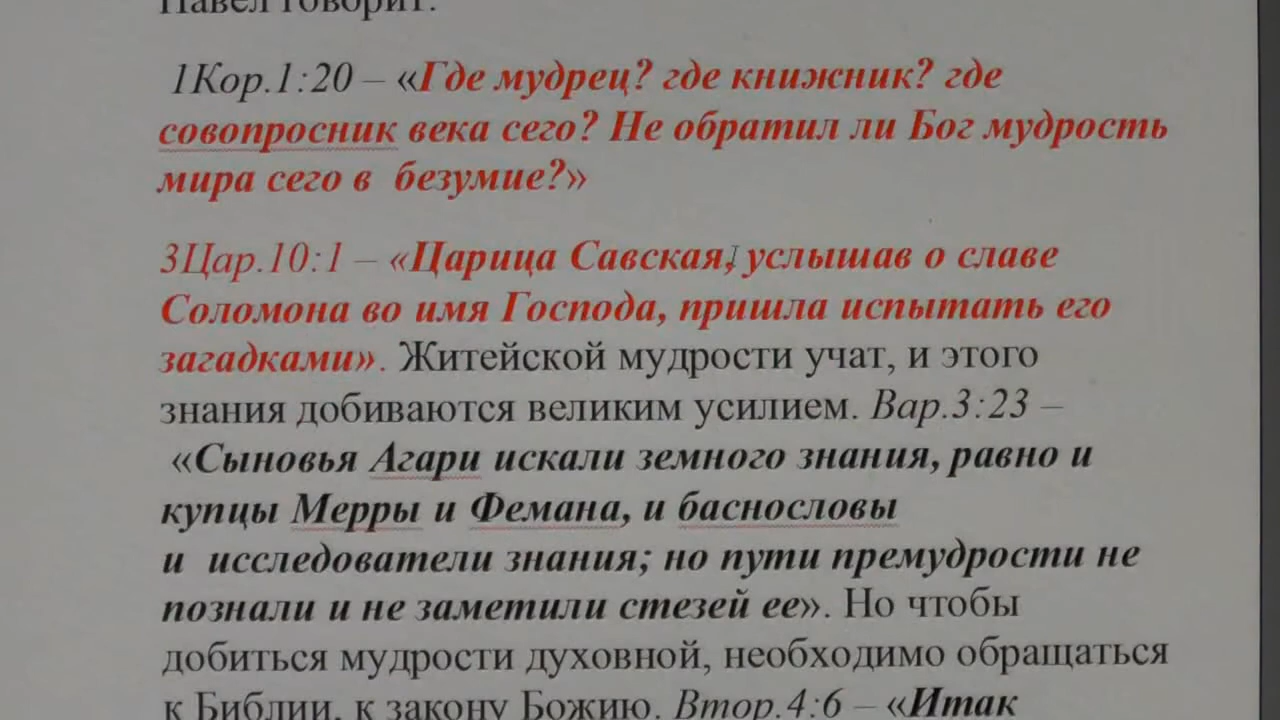 Павел говорит:
1Кор.1:20 – «Где мудрец? где книжник? где
совопросник века сего? Не обратил ли Бог мудрость
мира сего в безумие?»
3Цар.10:1 – «Царица Савская, услышав о славе
Соломона во имя Господа, пришла испытать его
загадками». Житейской мудрости учат, и этого
знания добиваются великим усилием. Вар.3:23 –
«Сыновья Агари искали земного знания, равно и
купцы Мерры и Фемана, и баснословы
и исследователи знания; но пути премудрости не
познали и не заметили стезей ее». Но чтобы
добиться мудрости духовной, необходимо обращаться
к Библии, к закону Божию. Втор.4:6 – «Итак